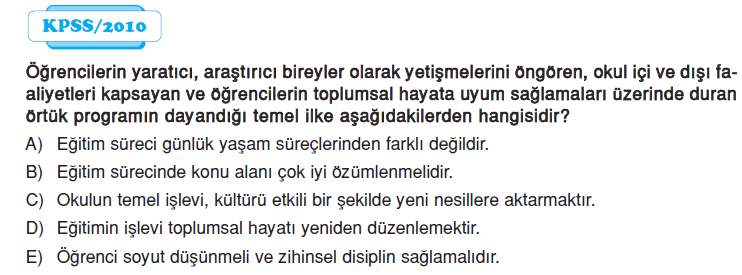 KPSS/2010
Öğrencilerin yaratıcı, araştırıcı bireyler olarak yetişmelerini öngören, okul içi ve dışı fa-
aliyetleri kapsayan ve öğrencilerin toplumsal hayata uyum sağlamaları üzerinde duran
örtük programın dayandığı temel ilke aşağıdakilerden hangisidir?
A) Eğitim süreci günlük yaşam süreçlerinden farklı değildir.
B) Eğitim sürecinde konu alanı çok iyi özümlenmelidir.
C) Okulun temel işlevi, kültürü etkili bir şekilde yeni nesillere aktarmaktır.
D) Eğitimin işlevi toplumsal hayatı yeniden düzenlemektir.
E) Öğrenci soyut düşünmeli ve zihinsel disiplin sağlamalıdır.